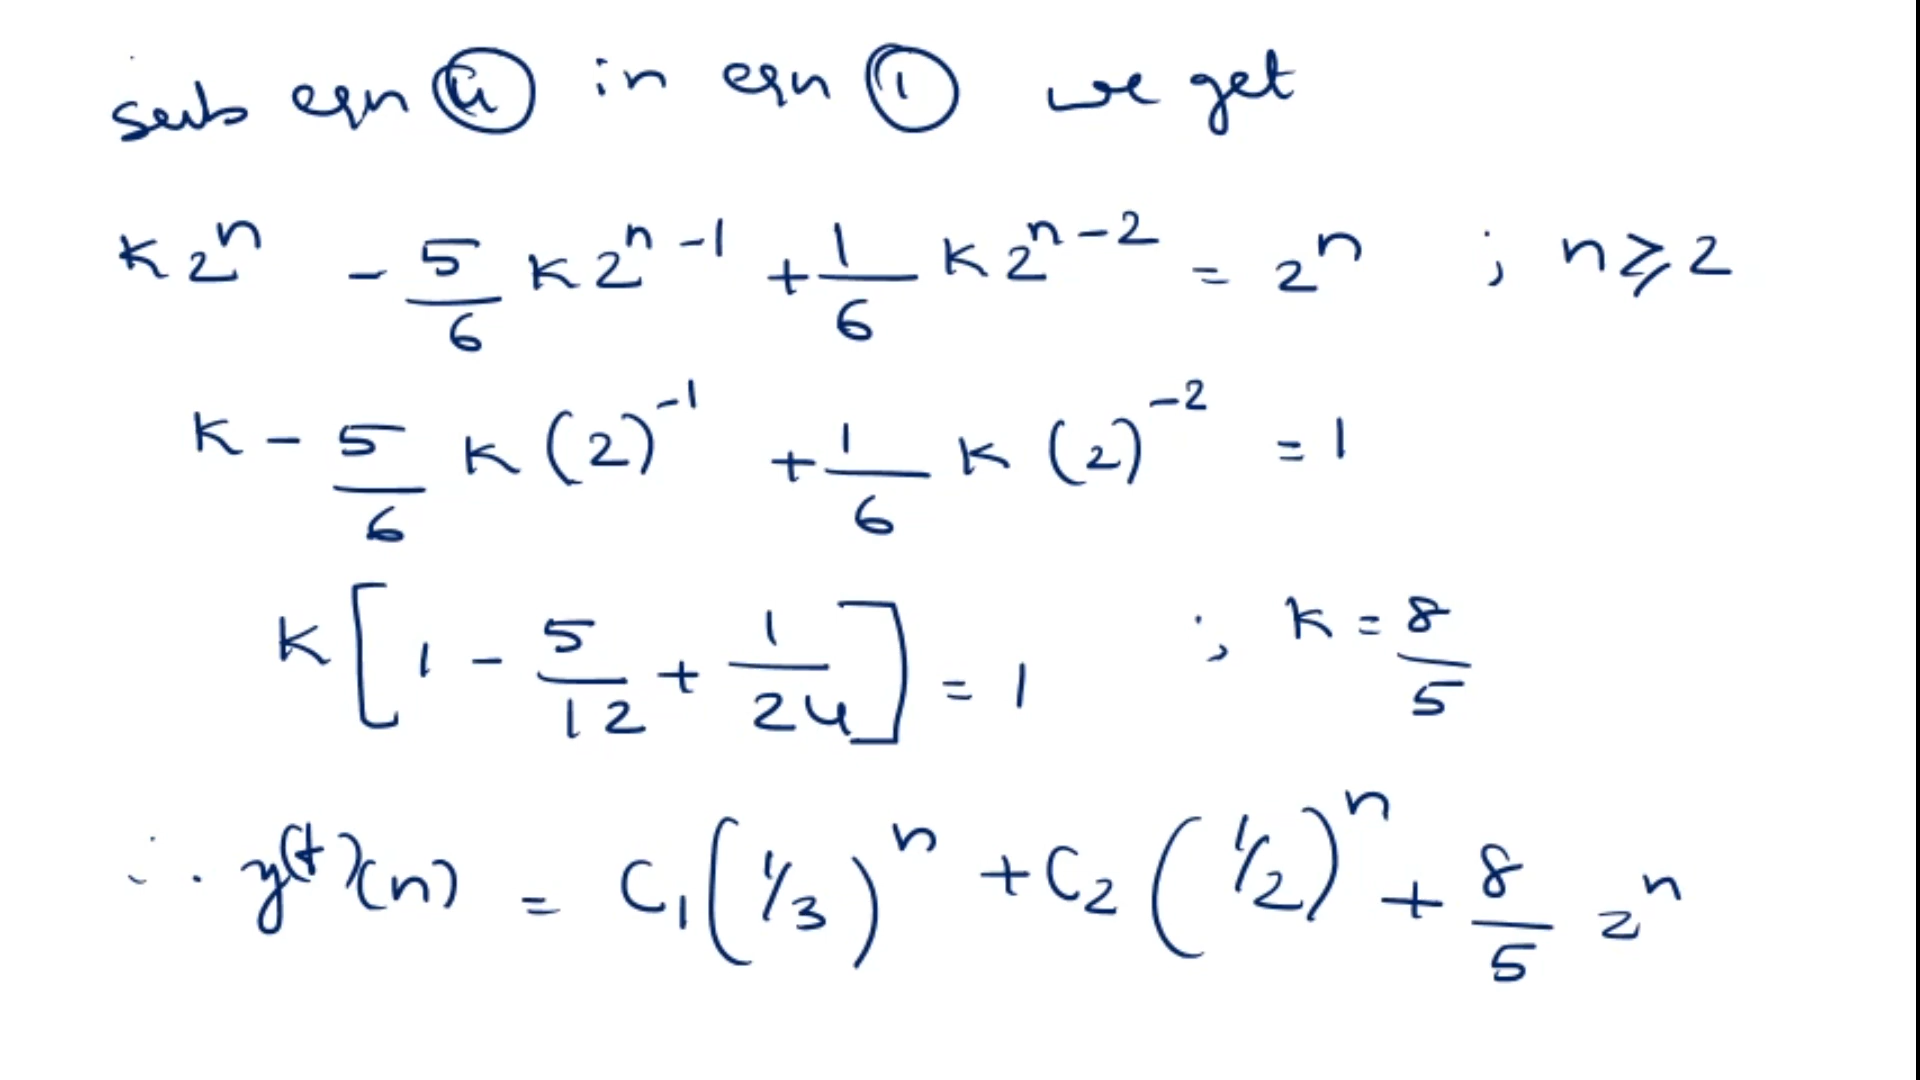 sub eqn ④ in eqn ① we get
K 2^n - 5/6 K 2^(n-1) + 1/6 K 2^(n-2) = 2^n ; n ≥ 2
K - 5/6 K (2)^-1 + 1/6 K (2)^-2 = 1
K [1 - 5/12 + 1/24] = 1 ; K = 8/5
∴ y^(t)(n) = C₁ (1/3)^n + C₂ (1/2)^n + 8/5 2^n